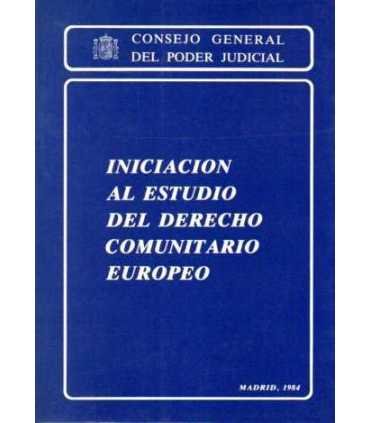 CONSEJO GENERAL
DEL PODER JUDICIAL
INICIACION
AL ESTUDIO
DEL DERECHO
COMUNITARIO
EUROPEO
MADRID, 1984